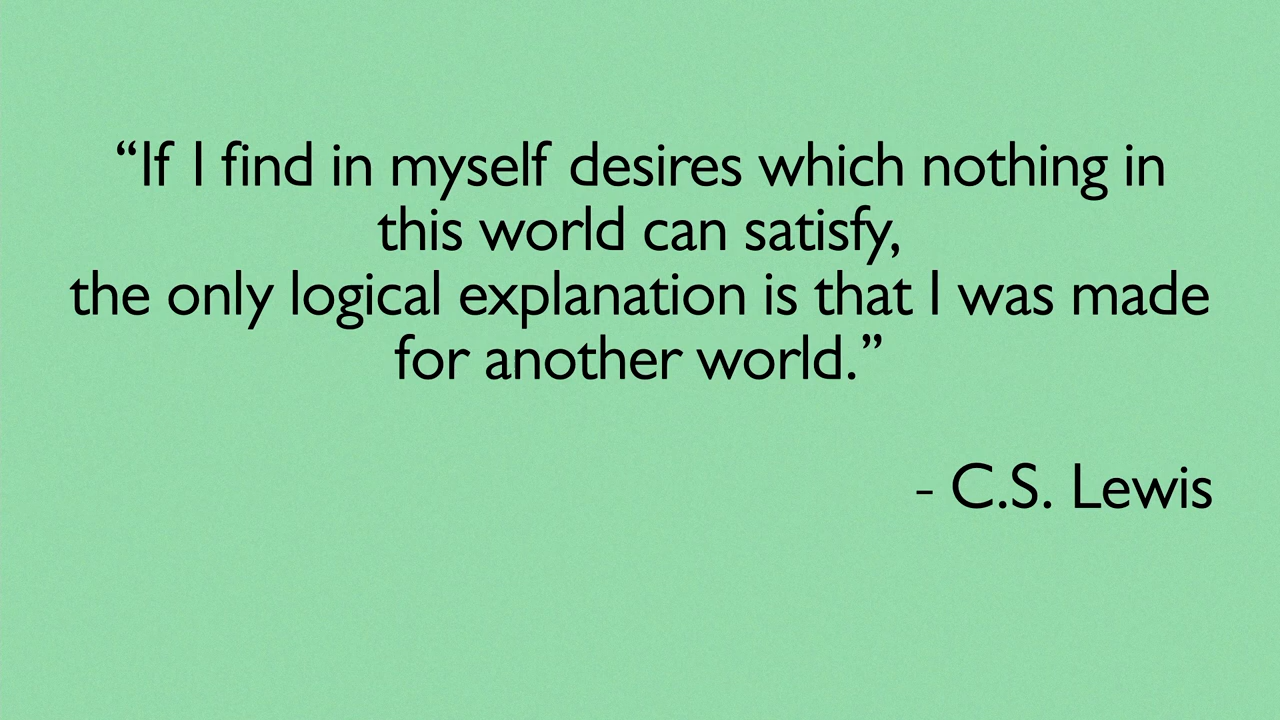 “If I find in myself desires which nothing in
this world can satisfy,
the only logical explanation is that I was made
for another world.”
- C.S. Lewis